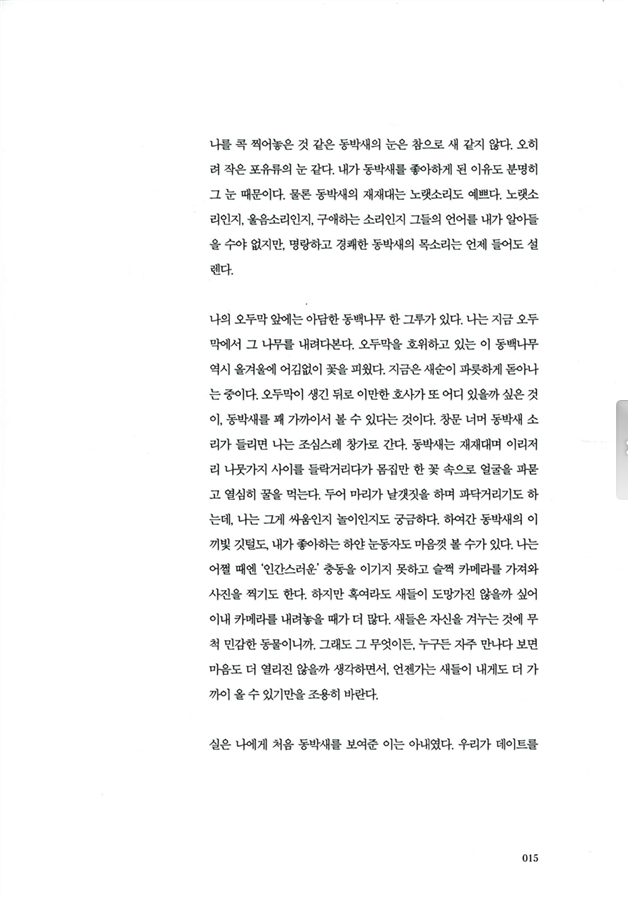 나를 콕 찍어놓은 것 같은 동박새의 눈은 참으로 새 같지 않다. 오히
려 작은 포유류의 눈 같다. 내가 동박새를 좋아하게 된 이유도 분명히
그 눈 때문이다. 물론 동박새의 재재대는 노랫소리도 예쁘다. 노랫소
리인지, 울음소리인지, 구애하는 소리인지 그들의 언어를 내가 알아들
을 수야 없지만, 명랑하고 경쾌한 동박새의 목소리는 언제 들어도 설
렌다.
나의 오두막 앞에는 아담한 동백나무 한 그루가 있다. 나는 지금 오두
막에서 그 나무를 내려다본다. 오두막을 호위하고 있는 이 동백나무
역시 올겨울에 어김없이 꽃을 피웠다. 지금은 새순이 파릇하게 돋아나
는 중이다. 오두막이 생긴 뒤로 이만한 호사가 또 어디 있을까 싶은 것
이, 동박새를 꽤 가까이서 볼 수 있다는 것이다. 창문 너머 동박새 소
리가 들리면 나는 조심스레 창가로 간다. 동박새는 재재대며 이리저
리 나뭇가지 사이를 들락거리다가 몸집만 한 꽃 속으로 얼굴을 파묻
고 열심히 꿀을 먹는다. 두어 마리가 날갯짓을 하며 파닥거리기도 하
는데, 나는 그게 싸움인지 놀이인지도 궁금하다. 하여간 동박새의 이
끼빛 깃털도, 내가 좋아하는 하얀 눈동자도 마음껏 볼 수가 있다. 나는
어쩔 때엔 ‘인간스러운’ 충동을 이기지 못하고 슬쩍 카메라를 가져와
사진을 찍기도 한다. 하지만 혹여라도 새들이 도망가진 않을까 싶어
이내 카메라를 내려놓을 때가 더 많다. 새들은 자신을 겨누는 것에 무
척 민감한 동물이니까. 그래도 그 무엇이든, 누구든 자주 만나다 보면
마음도 더 열리진 않을까 생각하면서, 언젠가는 새들이 내게도 더 가
까이 올 수 있기만을 조용히 바란다.
실은 나에게 처음 동박새를 보여준 이는 아내였다. 우리가 데이트를
015